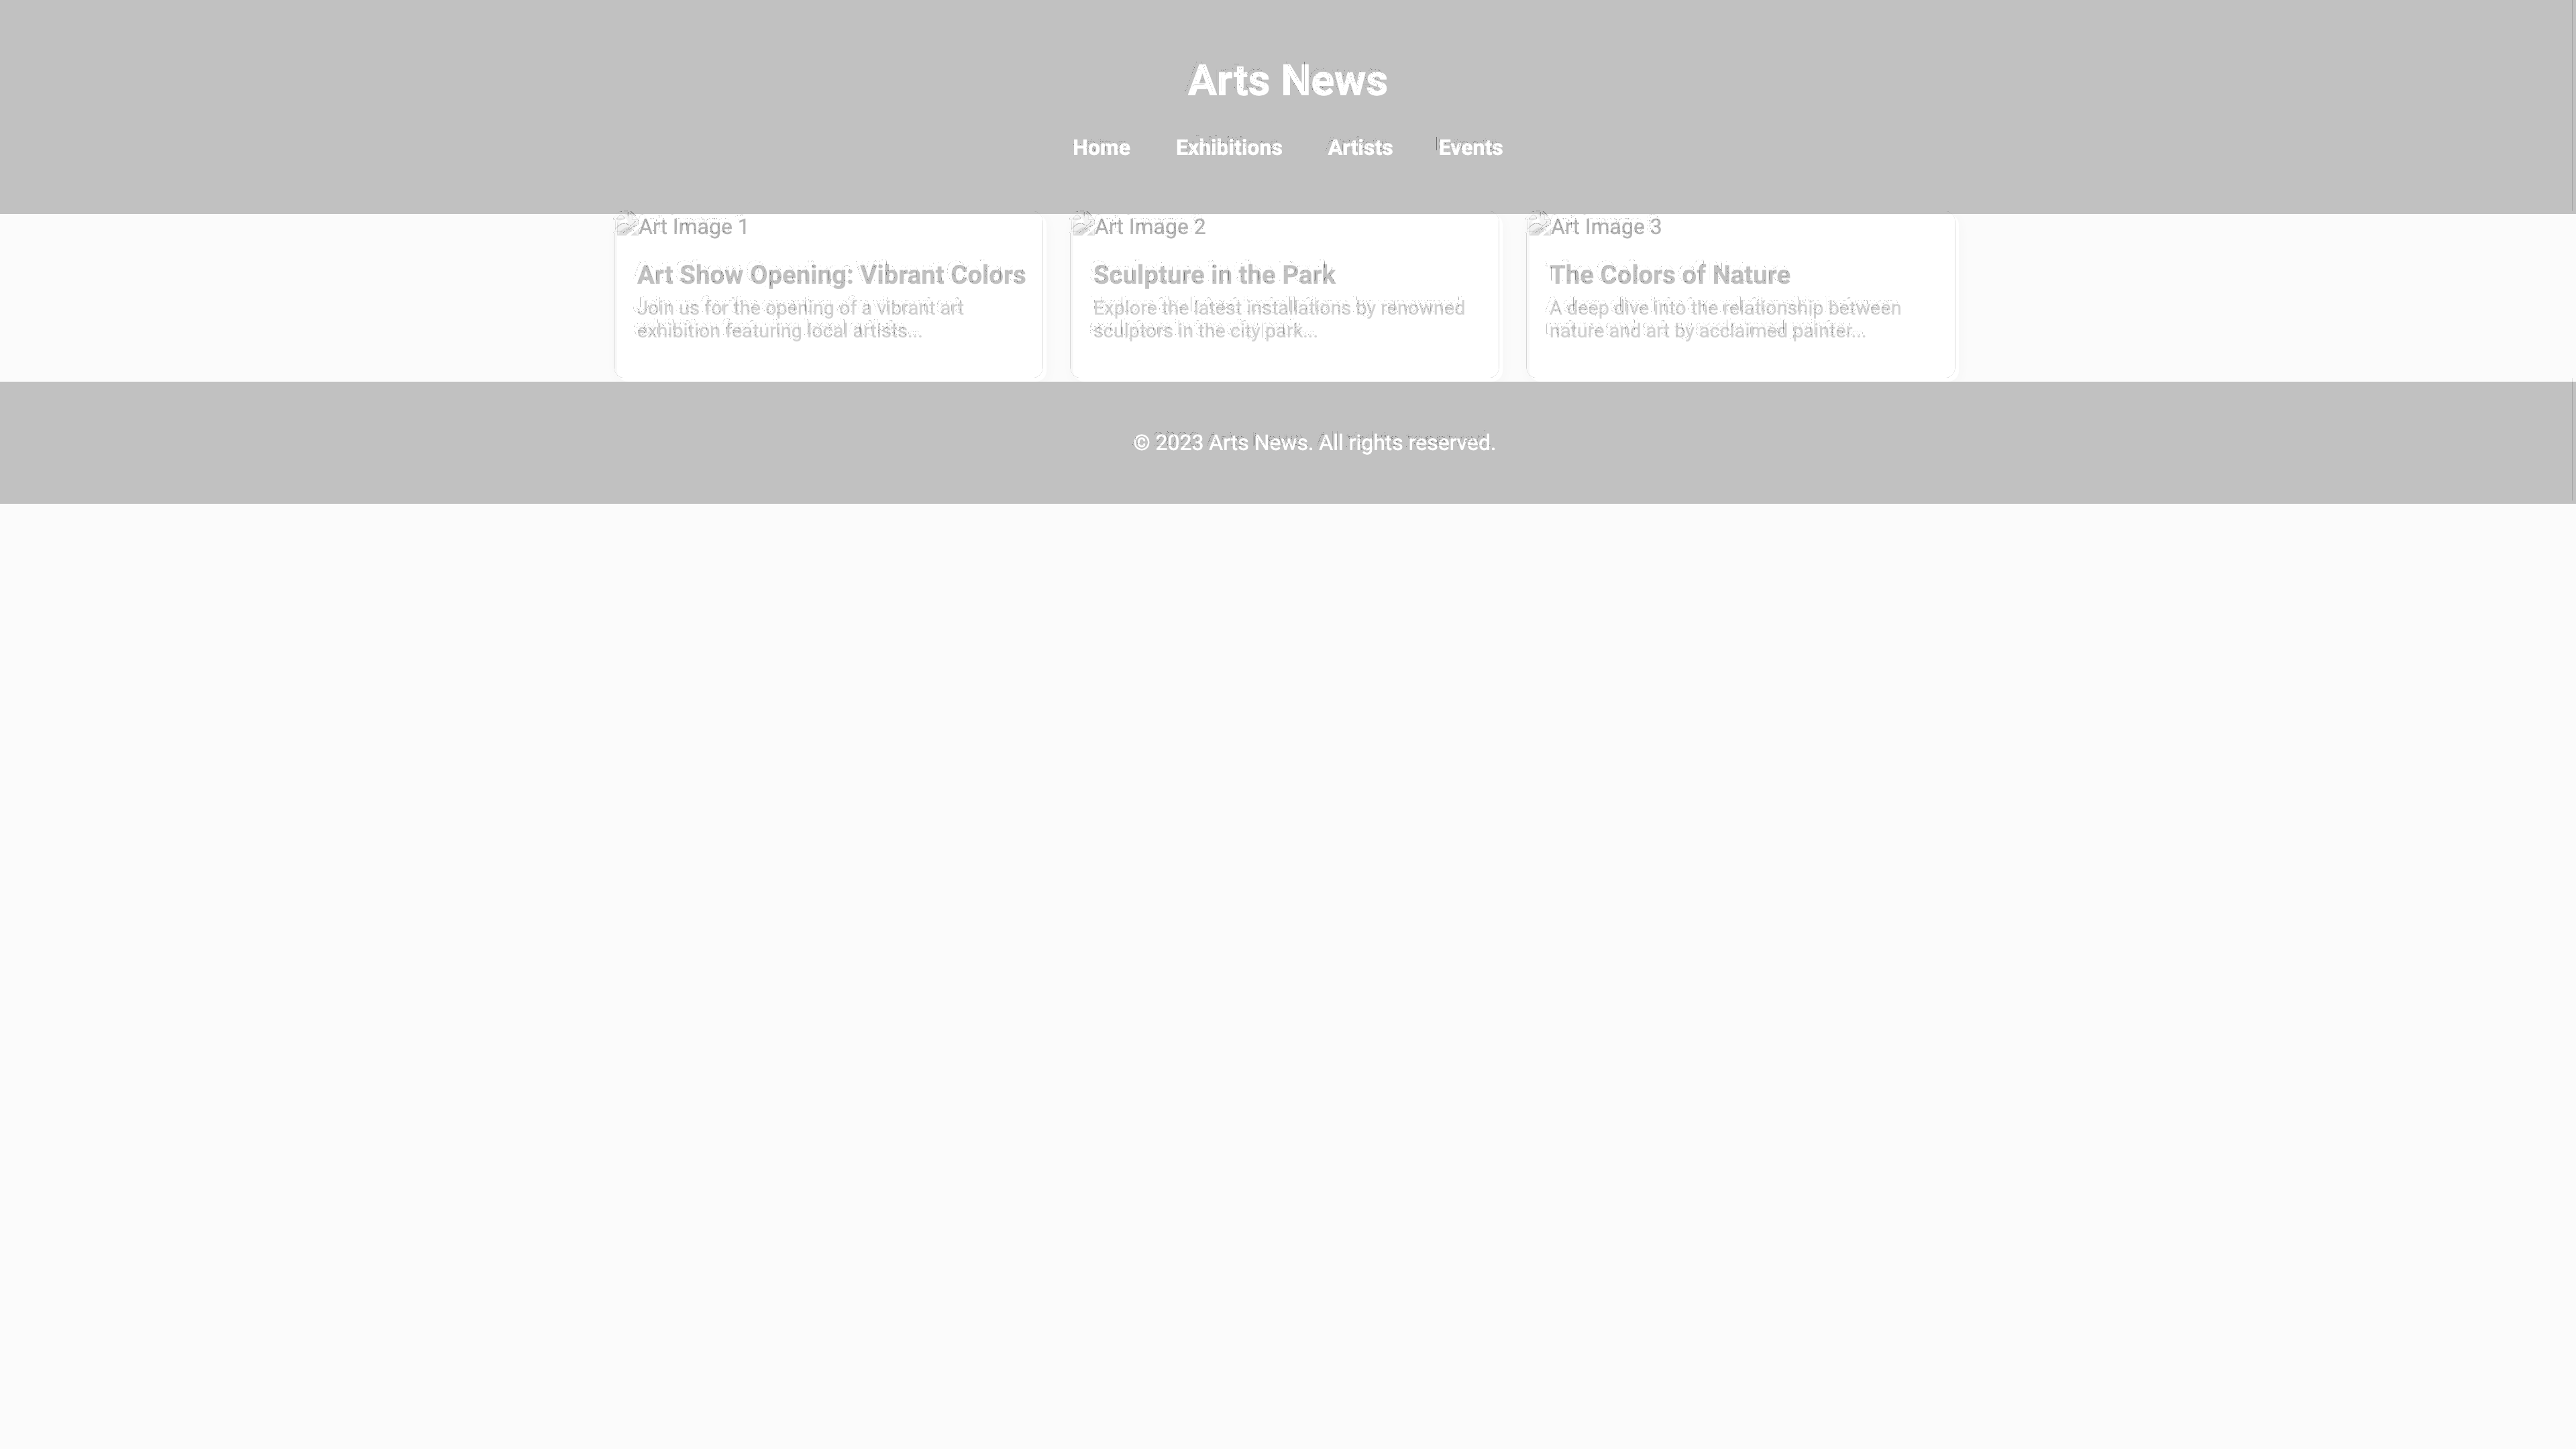 Arts News
Home Exhibitions Artists Events
Art Image 1
Art Show Opening: Vibrant Colors
Join us for the opening of a vibrant art
exhibition featuring local artists...
Art Image 2
Sculpture in the Park
Explore the latest installations by renowned
sculptors in the city park...
Art Image 3
The Colors of Nature
A deep dive into the relationship between
nature and art by acclaimed painter...
© 2023 Arts News. All rights reserved.